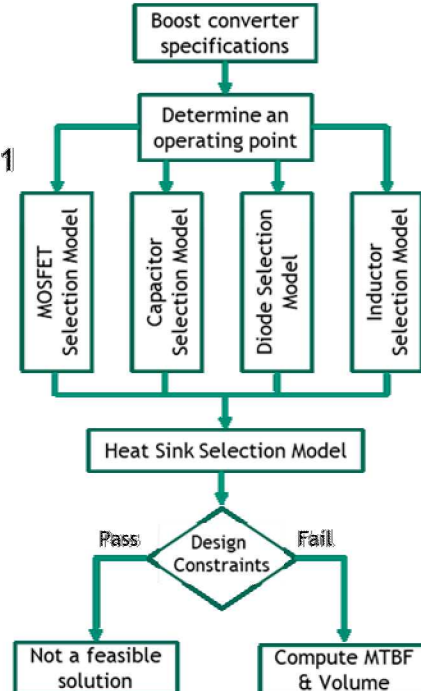 Boost converter
specifications
Determine an
operating point
1
MOSFET
Selection Model
Capacitor
Selection Model
Diode Selection
Model
Inductor
Selection Model
Heat Sink Selection Model
Design
Constraints
Pass
Fail
Not a feasible
solution
Compute MTBF
& Volume